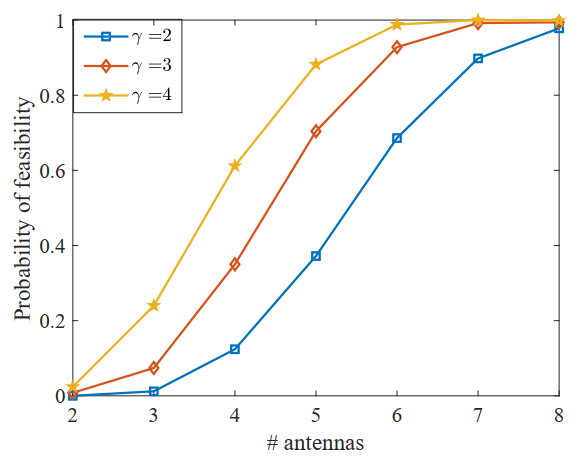 γ =2
γ =3
γ =4
Probability of feasibility
1
0.8
0.6
0.4
0.2
0
2 3 4 5 6 7 8
# antennas